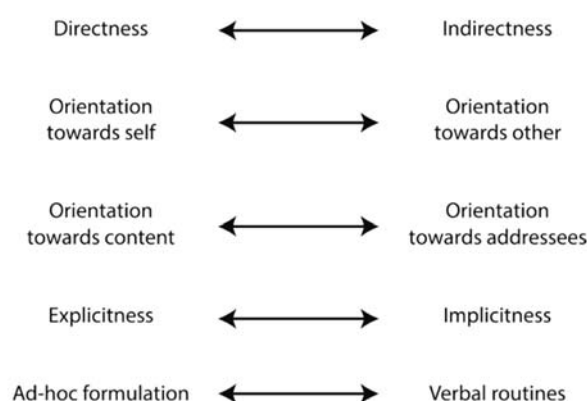 Directness Indirectness
Orientation Orientation
towards self towards other
Orientation Orientation
towards content towards addressees
Explicitness Implicitness
Ad-hoc formulation Verbal routines